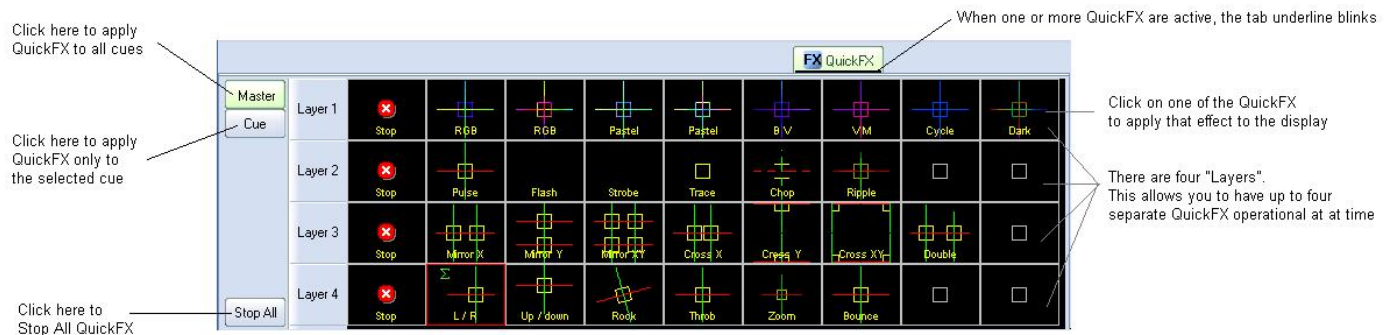 When one or more QuickFX are active, the tab underline blinks
Click here to apply
QuickFX to all cues
FX QuickFX
Master
Cue
Click here to apply
QuickFX only to
the selected cue
Stop All
Click here to
Stop All QuickFX
Layer 1
Stop
RGB
RGB
Pastel
Pastel
B V
V M
Cycle
Dark
Layer 2
Stop
Pulse
Flash
Strobe
Trace
Chop
Ripple
Layer 3
Stop
Mirror X
Mirror Y
Mirror XY
Cross X
Cross Y
Cross XY
Double
Layer 4
Stop
Σ
L / R
Up / down
Rock
Throb
Zoom
Bounce
Click on one of the QuickFX
to apply that effect to the display
There are four "Layers".
This allows you to have up to four
separate QuickFX operational at at time